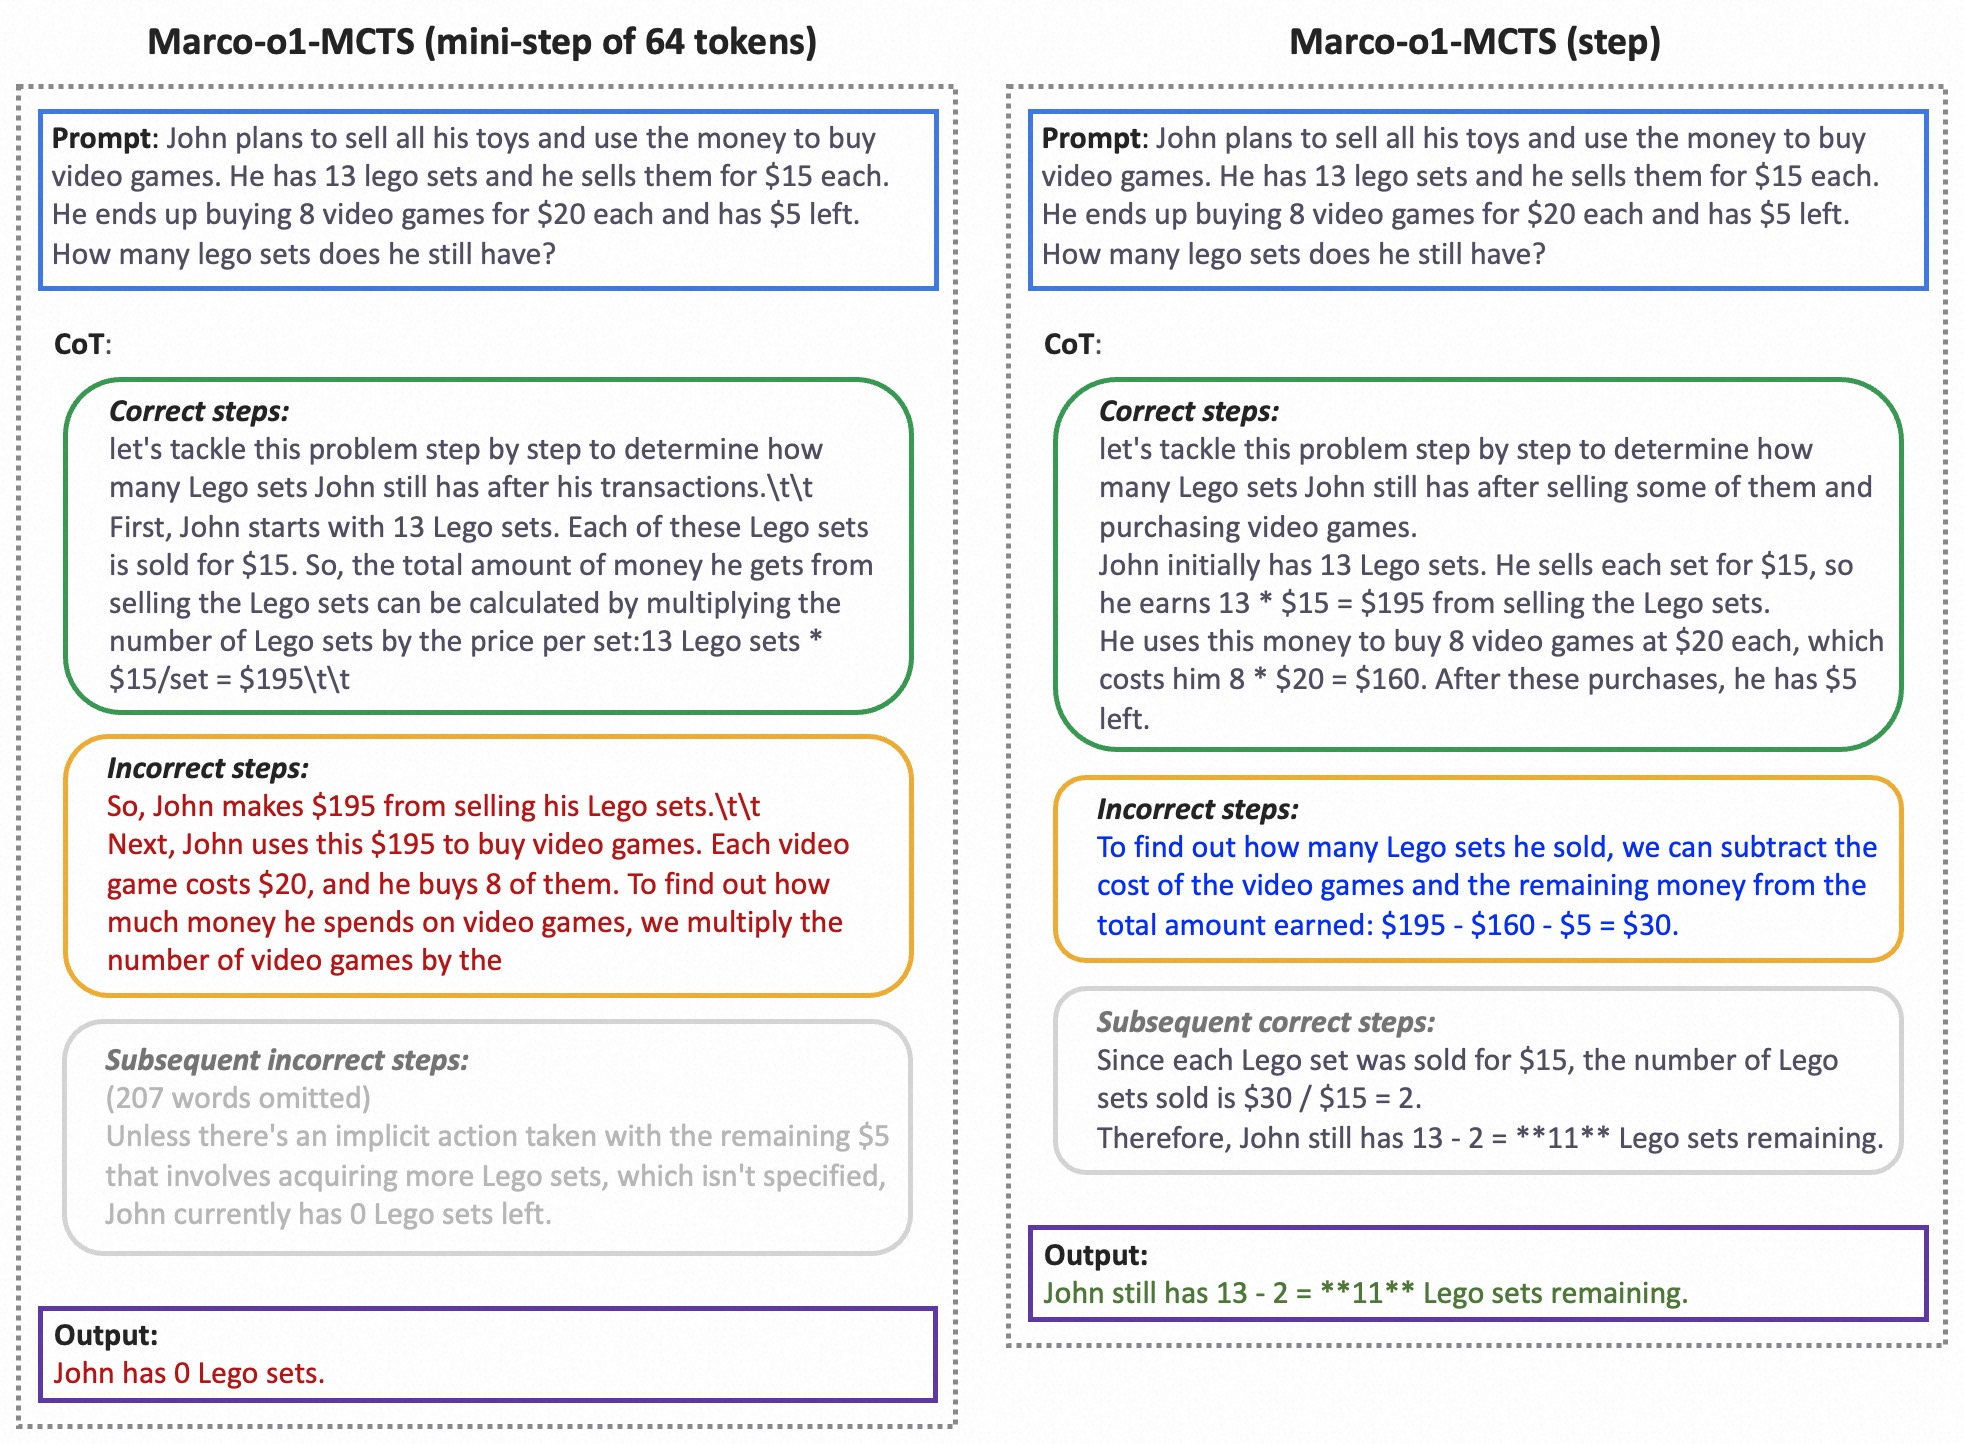 Marco-o1-MCTS (mini-step of 64 tokens)
Prompt: John plans to sell all his toys and use the money to buy
video games. He has 13 lego sets and he sells them for $15 each.
He ends up buying 8 video games for $20 each and has $5 left.
How many lego sets does he still have?
CoT:
Correct steps:
let's tackle this problem step by step to determine how
many Lego sets John still has after his transactions.\t\t
First, John starts with 13 Lego sets. Each of these Lego sets
is sold for $15. So, the total amount of money he gets from
selling the Lego sets can be calculated by multiplying the
number of Lego sets by the price per set:13 Lego sets *
$15/set = $195\t\t
Incorrect steps:
So, John makes $195 from selling his Lego sets.\t\t
Next, John uses this $195 to buy video games. Each video
game costs $20, and he buys 8 of them. To find out how
much money he spends on video games, we multiply the
number of video games by the
Subsequent incorrect steps:
(207 words omitted)
Unless there's an implicit action taken with the remaining $5
that involves acquiring more Lego sets, which isn't specified,
John currently has 0 Lego sets left.
Output:
John has 0 Lego sets.
Marco-o1-MCTS (step)
Prompt: John plans to sell all his toys and use the money to buy
video games. He has 13 lego sets and he sells them for $15 each.
He ends up buying 8 video games for $20 each and has $5 left.
How many lego sets does he still have?
CoT:
Correct steps:
let's tackle this problem step by step to determine how
many Lego sets John still has after selling some of them and
purchasing video games.
John initially has 13 Lego sets. He sells each set for $15, so
he earns 13 * $15 = $195 from selling the Lego sets.
He uses this money to buy 8 video games at $20 each, which
costs him 8 * $20 = $160. After these purchases, he has $5
left.
Incorrect steps:
To find out how many Lego sets he sold, we can subtract the
cost of the video games and the remaining money from the
total amount earned: $195 - $160 - $5 = $30.
Subsequent correct steps:
Since each Lego set was sold for $15, the number of Lego
sets sold is $30 / $15 = 2.
Therefore, John still has 13 - 2 = **11** Lego sets remaining.
Output:
John still has 13 - 2 = **11** Lego sets remaining.